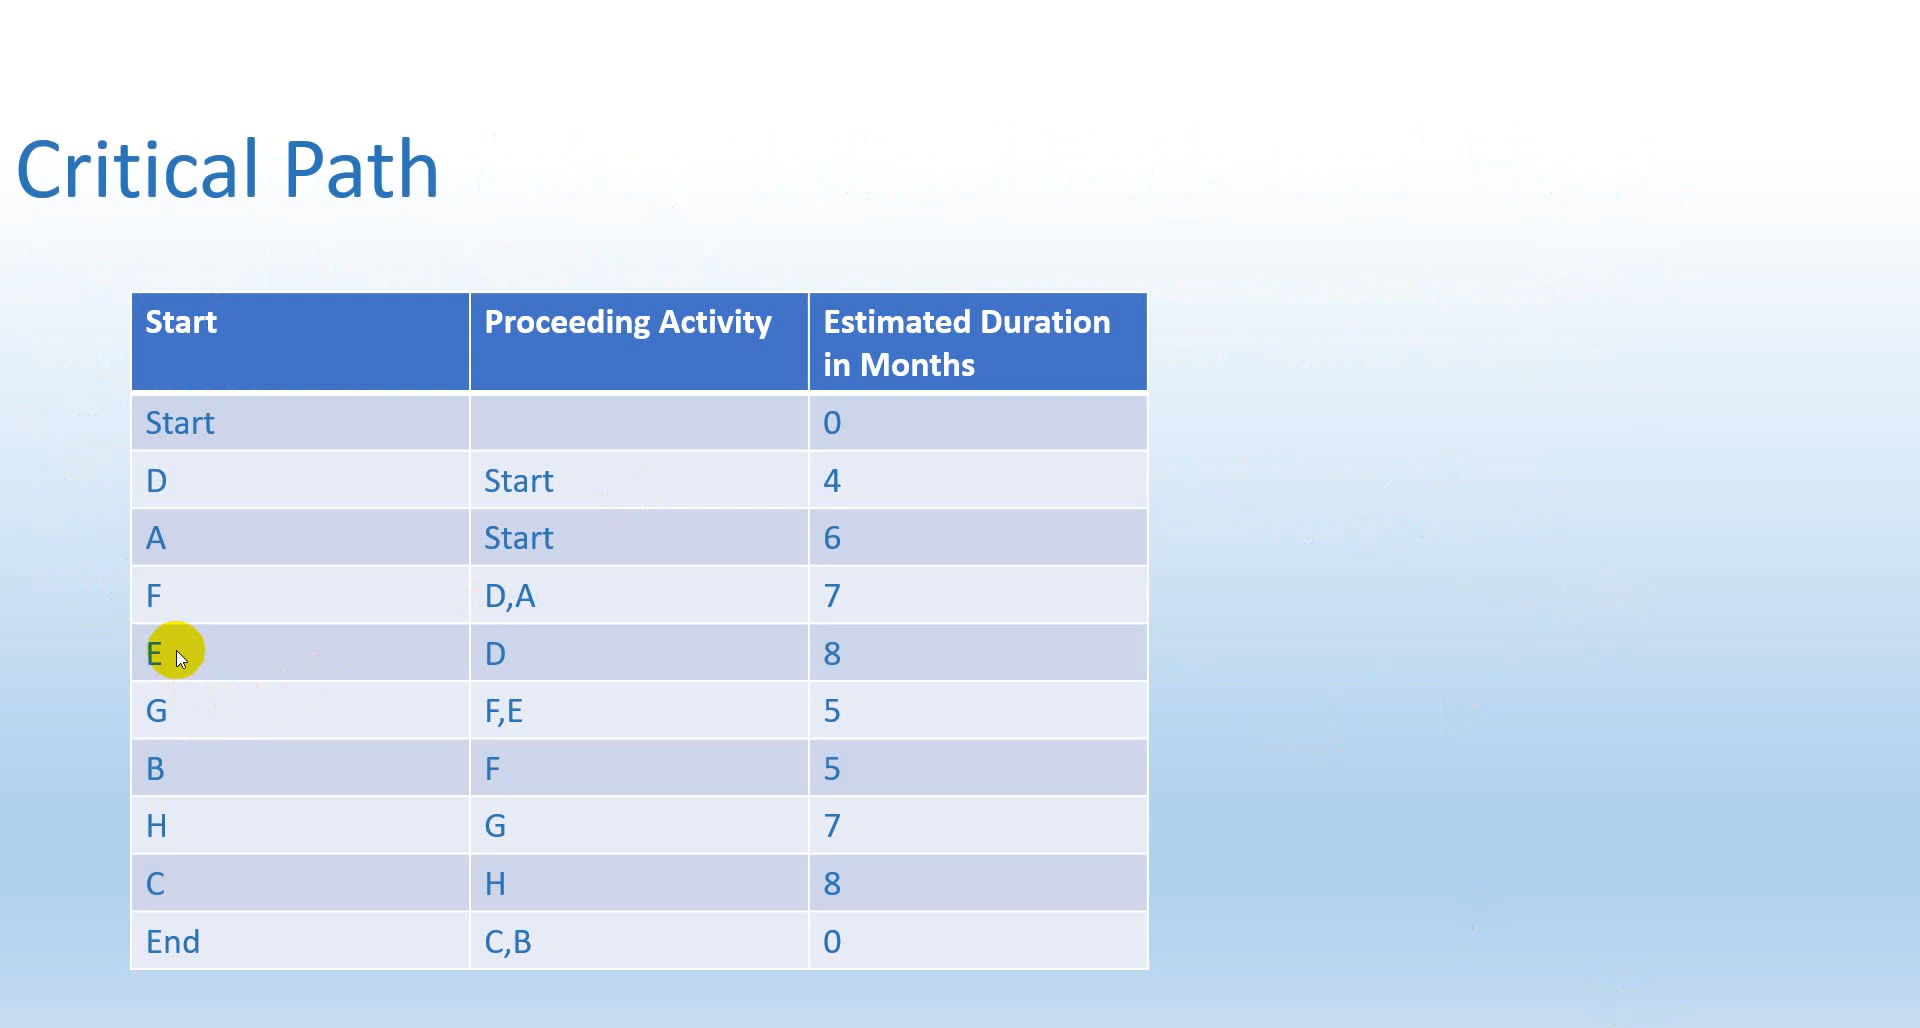 Critical Path
Start Proceeding Activity Estimated Duration
in Months
Start 0
D Start 4
A Start 6
F D,A 7
E D 8
G F,E 5
B F 5
H G 7
C H 8
End C,B 0